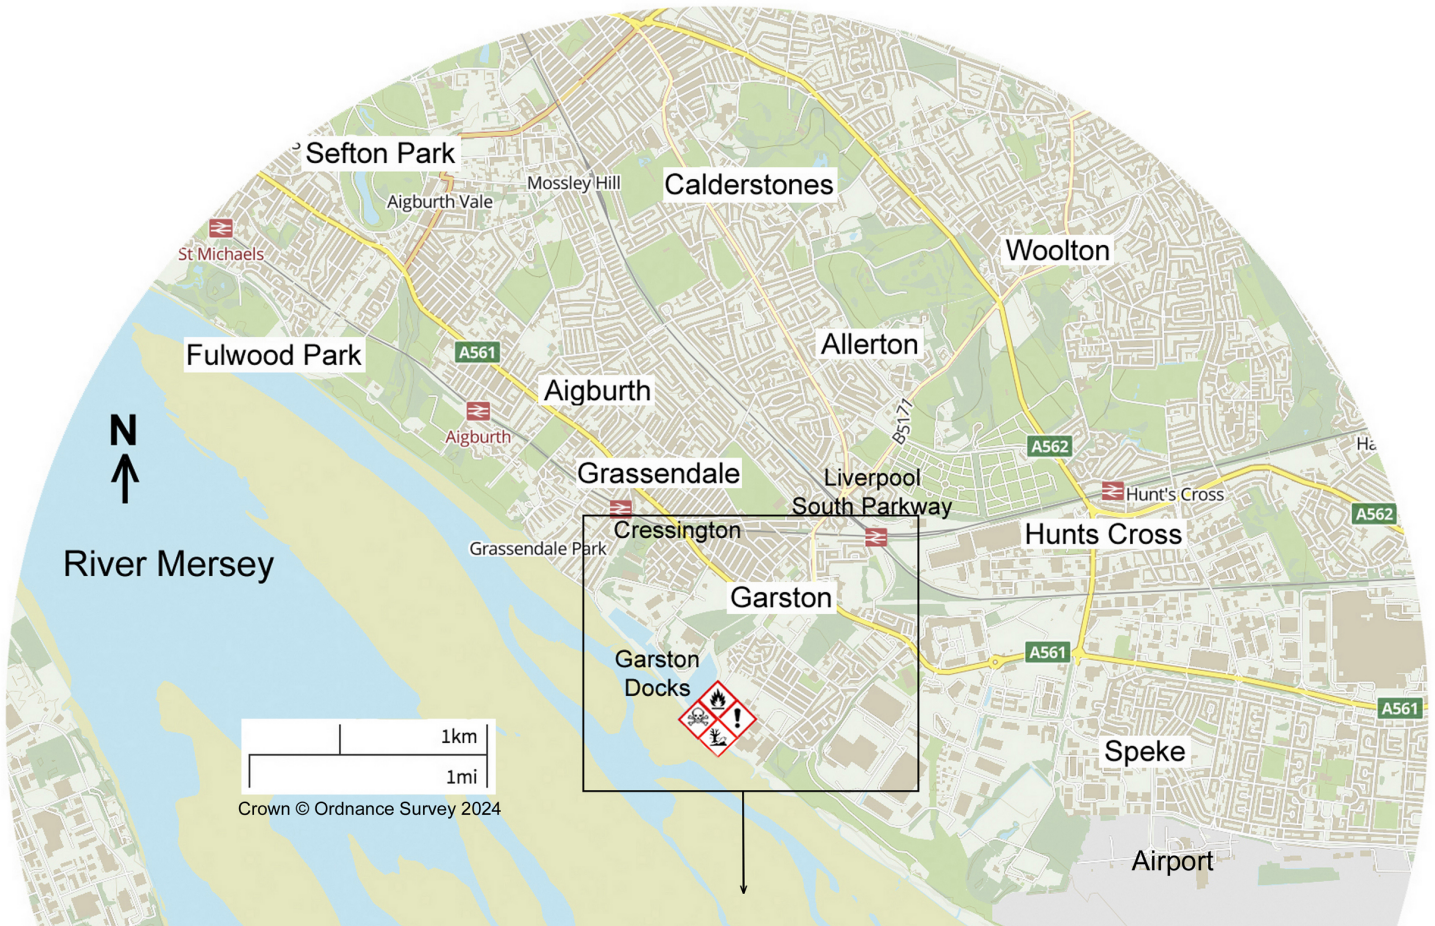 Sefton Park
Mossley Hill
Calderstones
Aigburth Vale
St Michaels
Woolton
Fulwood Park
A561
Allerton
Aigburth
B5171
N
Aigburth
A562
Ha
Grassendale
Liverpool
South Parkway
Hunt's Cross
A562
Cressington
Hunts Cross
Grassendale Park
River Mersey
Garston
A561
Garston
Docks
A561
1km
Speke
1mi
Crown © Ordnance Survey 2024
Airport